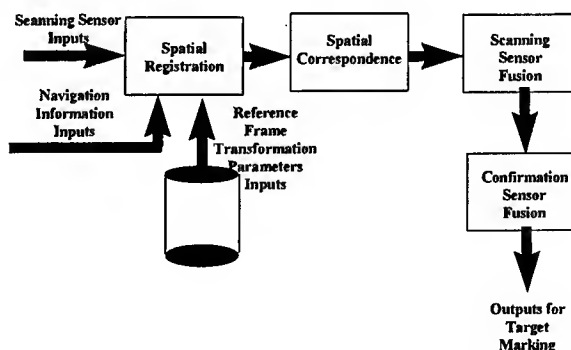 Scanning Sensor
Inputs
Spatial
Registration
Spatial
Correspondence
Scanning
Sensor
Fusion
Navigation
Information
Inputs
Reference
Frame
Transformation
Parameters
Inputs
Confirmation
Sensor
Fusion
Outputs for
Target
Marking